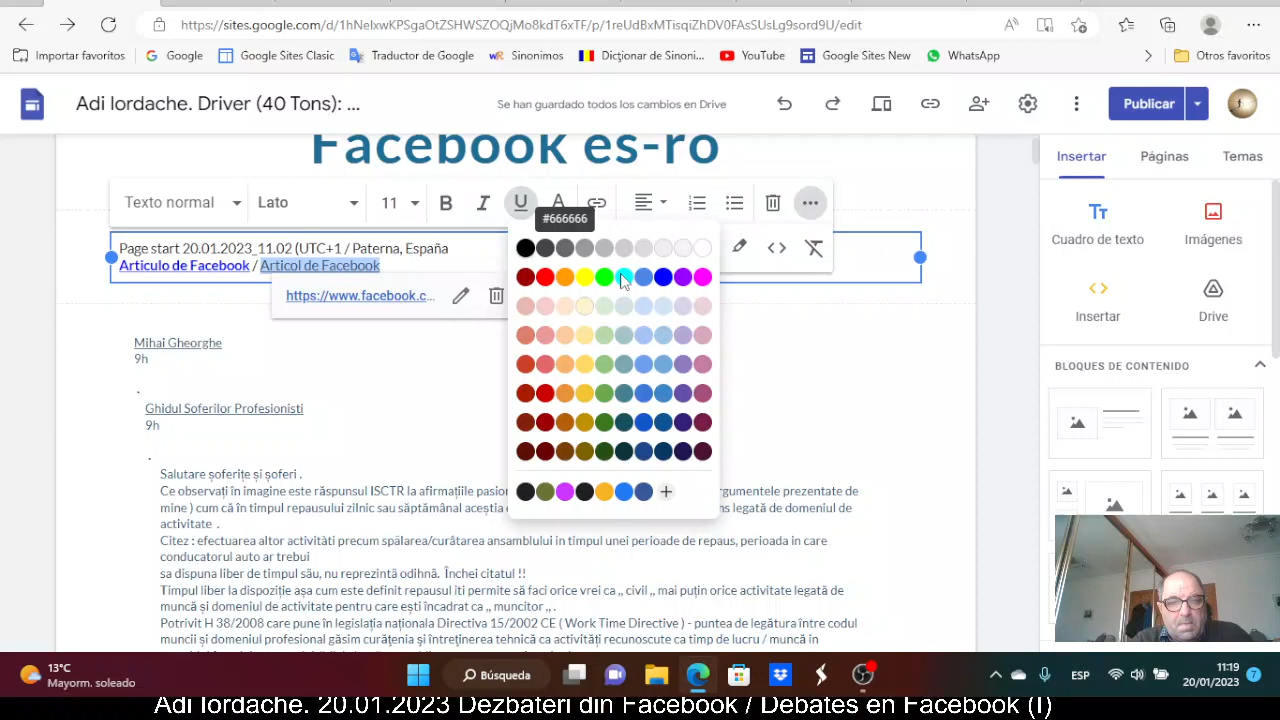 https://sites.google.com/d/1hNelxwKPSgaOtZSHWSZOQjMo8kdT6xTF/p/1reUdBxMTisqiZhDV0FAsSUsLg9sord9U/edit
Importar favoritos
Google
Google Sites Clasic
Traductor de Google
wR Sinonimos
Dicţionar de Sinoni...
YouTube
Google Sites New
WhatsApp
Otros favoritos
Adi Iordache. Driver (40 Tons): ...
Se han guardado todos los cambios en Drive
Publicar
Facebook es-ro
Insertar
Páginas
Temas
Texto normal
Lato
11
B I U A
#666666
Page start 20.01.2023_11.02 (UTC+1 / Paterna, España
Articulo de Facebook / Articol de Facebook
https://www.facebook.c...
Cuadro de texto
Imágenes
Insertar
Drive
BLOQUES DE CONTENIDO
Mihai Gheorghe
9h
.
Ghidul Soferilor Profesionisti
9h
.
Salutare șoferițe și șoferi .
Ce observați în imagine este răspunsul ISCTR la afirmațiile pasior
rgumentele prezentate de
mine ) cum că în timpul repausului zilnic sau săptămânal aceștia
ns legată de domeniul de
activitate .
Citez : efectuarea altor activități precum spălarea/curâtarea ansamblului in timpul unei perioade de repaus, perioada in care
conducatorul auto ar trebui
sa dispuna liber de timpul său, nu reprezintă odihnă. Închei citatul !!
Timpul liber la dispoziție așa cum este definit repausul iti permite să faci orice vrei ca ,, civil ,, mai puțin orice activitate legată de
muncă și domeniul de activitate pentru care ești încadrat ca ,, muncitor ,, .
Potrivit H 38/2008 care pune în legislația naționala Directiva 15/2002 CE ( Work Time Directive ) - puntea de legătura între codul
muncii și domeniul profesional găsim curăţenia şi întreţinerea tehnică ca activități recunoscute ca timp de lucru / muncă in
13°C
Mayorm. soleado
Búsqueda
ESP
11:19
20/01/2023
7
Adi Iordache. 20.01.2023 Dezbateri din Facebook / Debates en Facebook (I)